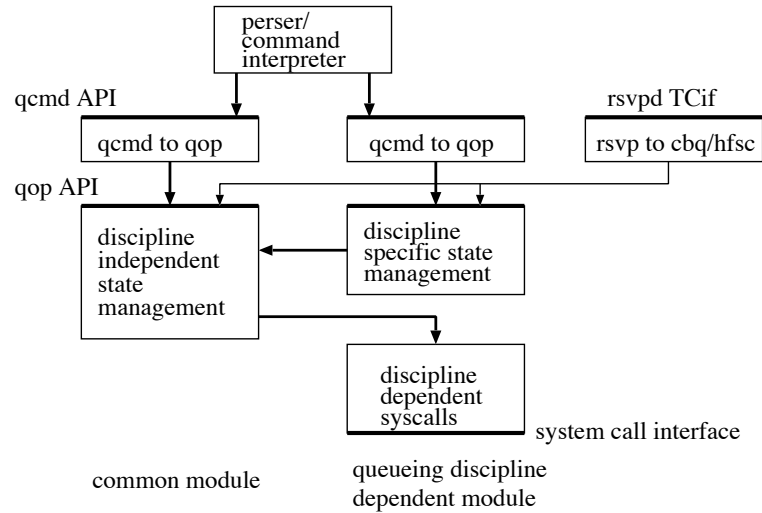 perser/
command
interpreter
qcmd API
rsvpd TCif
qcmd to qop
qcmd to qop
rsvp to cbq/hfsc
qop API
discipline
independent
state
management
discipline
specific state
management
discipline
dependent
syscalls
system call interface
common module
queueing discipline
dependent module